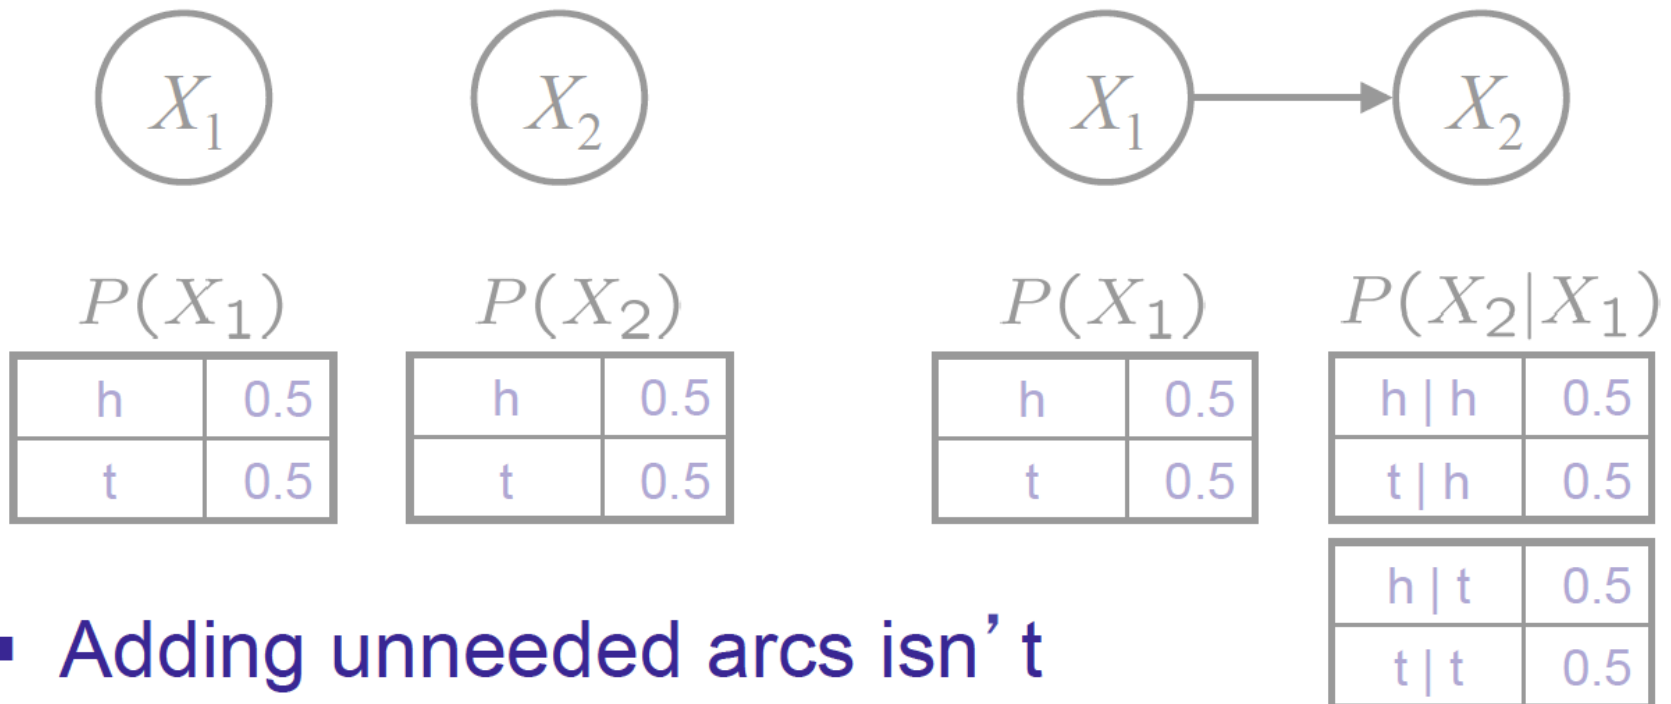 X₁ X₂ X₁ X₂
P(X₁) P(X₂) P(X₁) P(X₂|X₁)
h 0.5 h 0.5 h 0.5 h | h 0.5
t 0.5 t 0.5 t 0.5 t | h 0.5
h | t 0.5
▪ Adding unneeded arcs isn’t
t | t 0.5